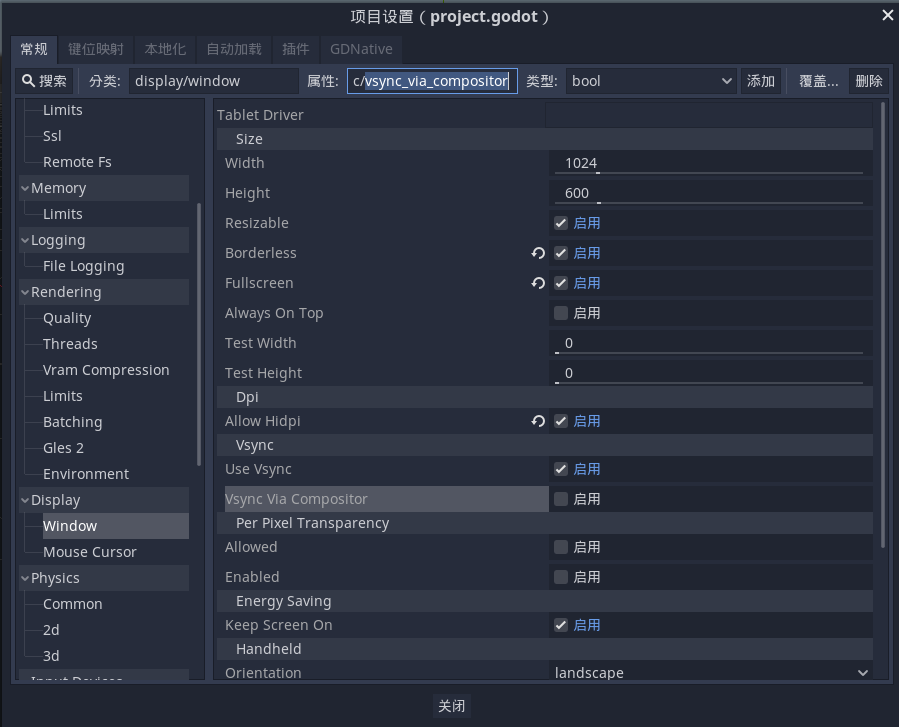 项目设置（project.godot）
常规 键位映射 本地化 自动加载 插件 GDNative
搜索 分类: display/window 属性: c/vsync_via_compositor 类型: bool 添加 覆盖... 删除
Limits
Ssl
Remote Fs
Memory
Limits
Logging
File Logging
Rendering
Quality
Threads
Vram Compression
Limits
Batching
Gles 2
Environment
Display
Window
Mouse Cursor
Physics
Common
2d
3d
Input Devices
Tablet Driver
Size
Width 1024
Height 600
Resizable 启用
Borderless 启用
Fullscreen 启用
Always On Top 启用
Test Width 0
Test Height 0
Dpi
Allow Hidpi 启用
Vsync
Use Vsync 启用
Vsync Via Compositor 启用
Per Pixel Transparency
Allowed 启用
Enabled 启用
Energy Saving
Keep Screen On 启用
Handheld
Orientation landscape
关闭